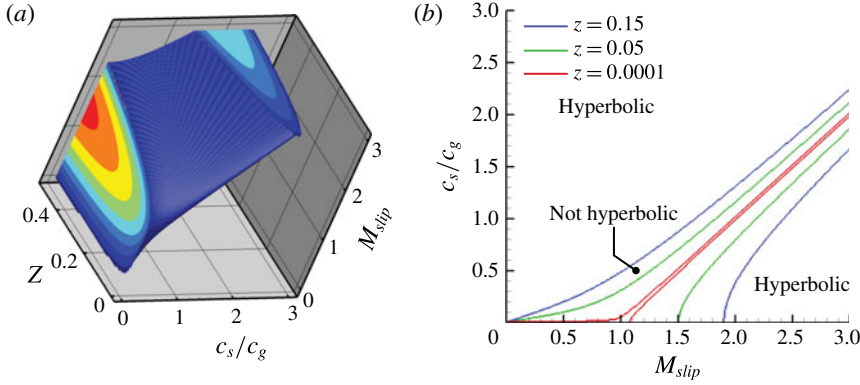 (a)
0.4
0.2
0
Z
0
1
2
3
c_s/c_g
0
1
2
3
M_slip
(b)
3.0
2.5
2.0
1.5
1.0
0.5
0
c_s/c_g
z = 0.15
z = 0.05
z = 0.0001
Hyperbolic
Not hyperbolic
Hyperbolic
0.5
1.0
1.5
2.0
2.5
3.0
M_slip